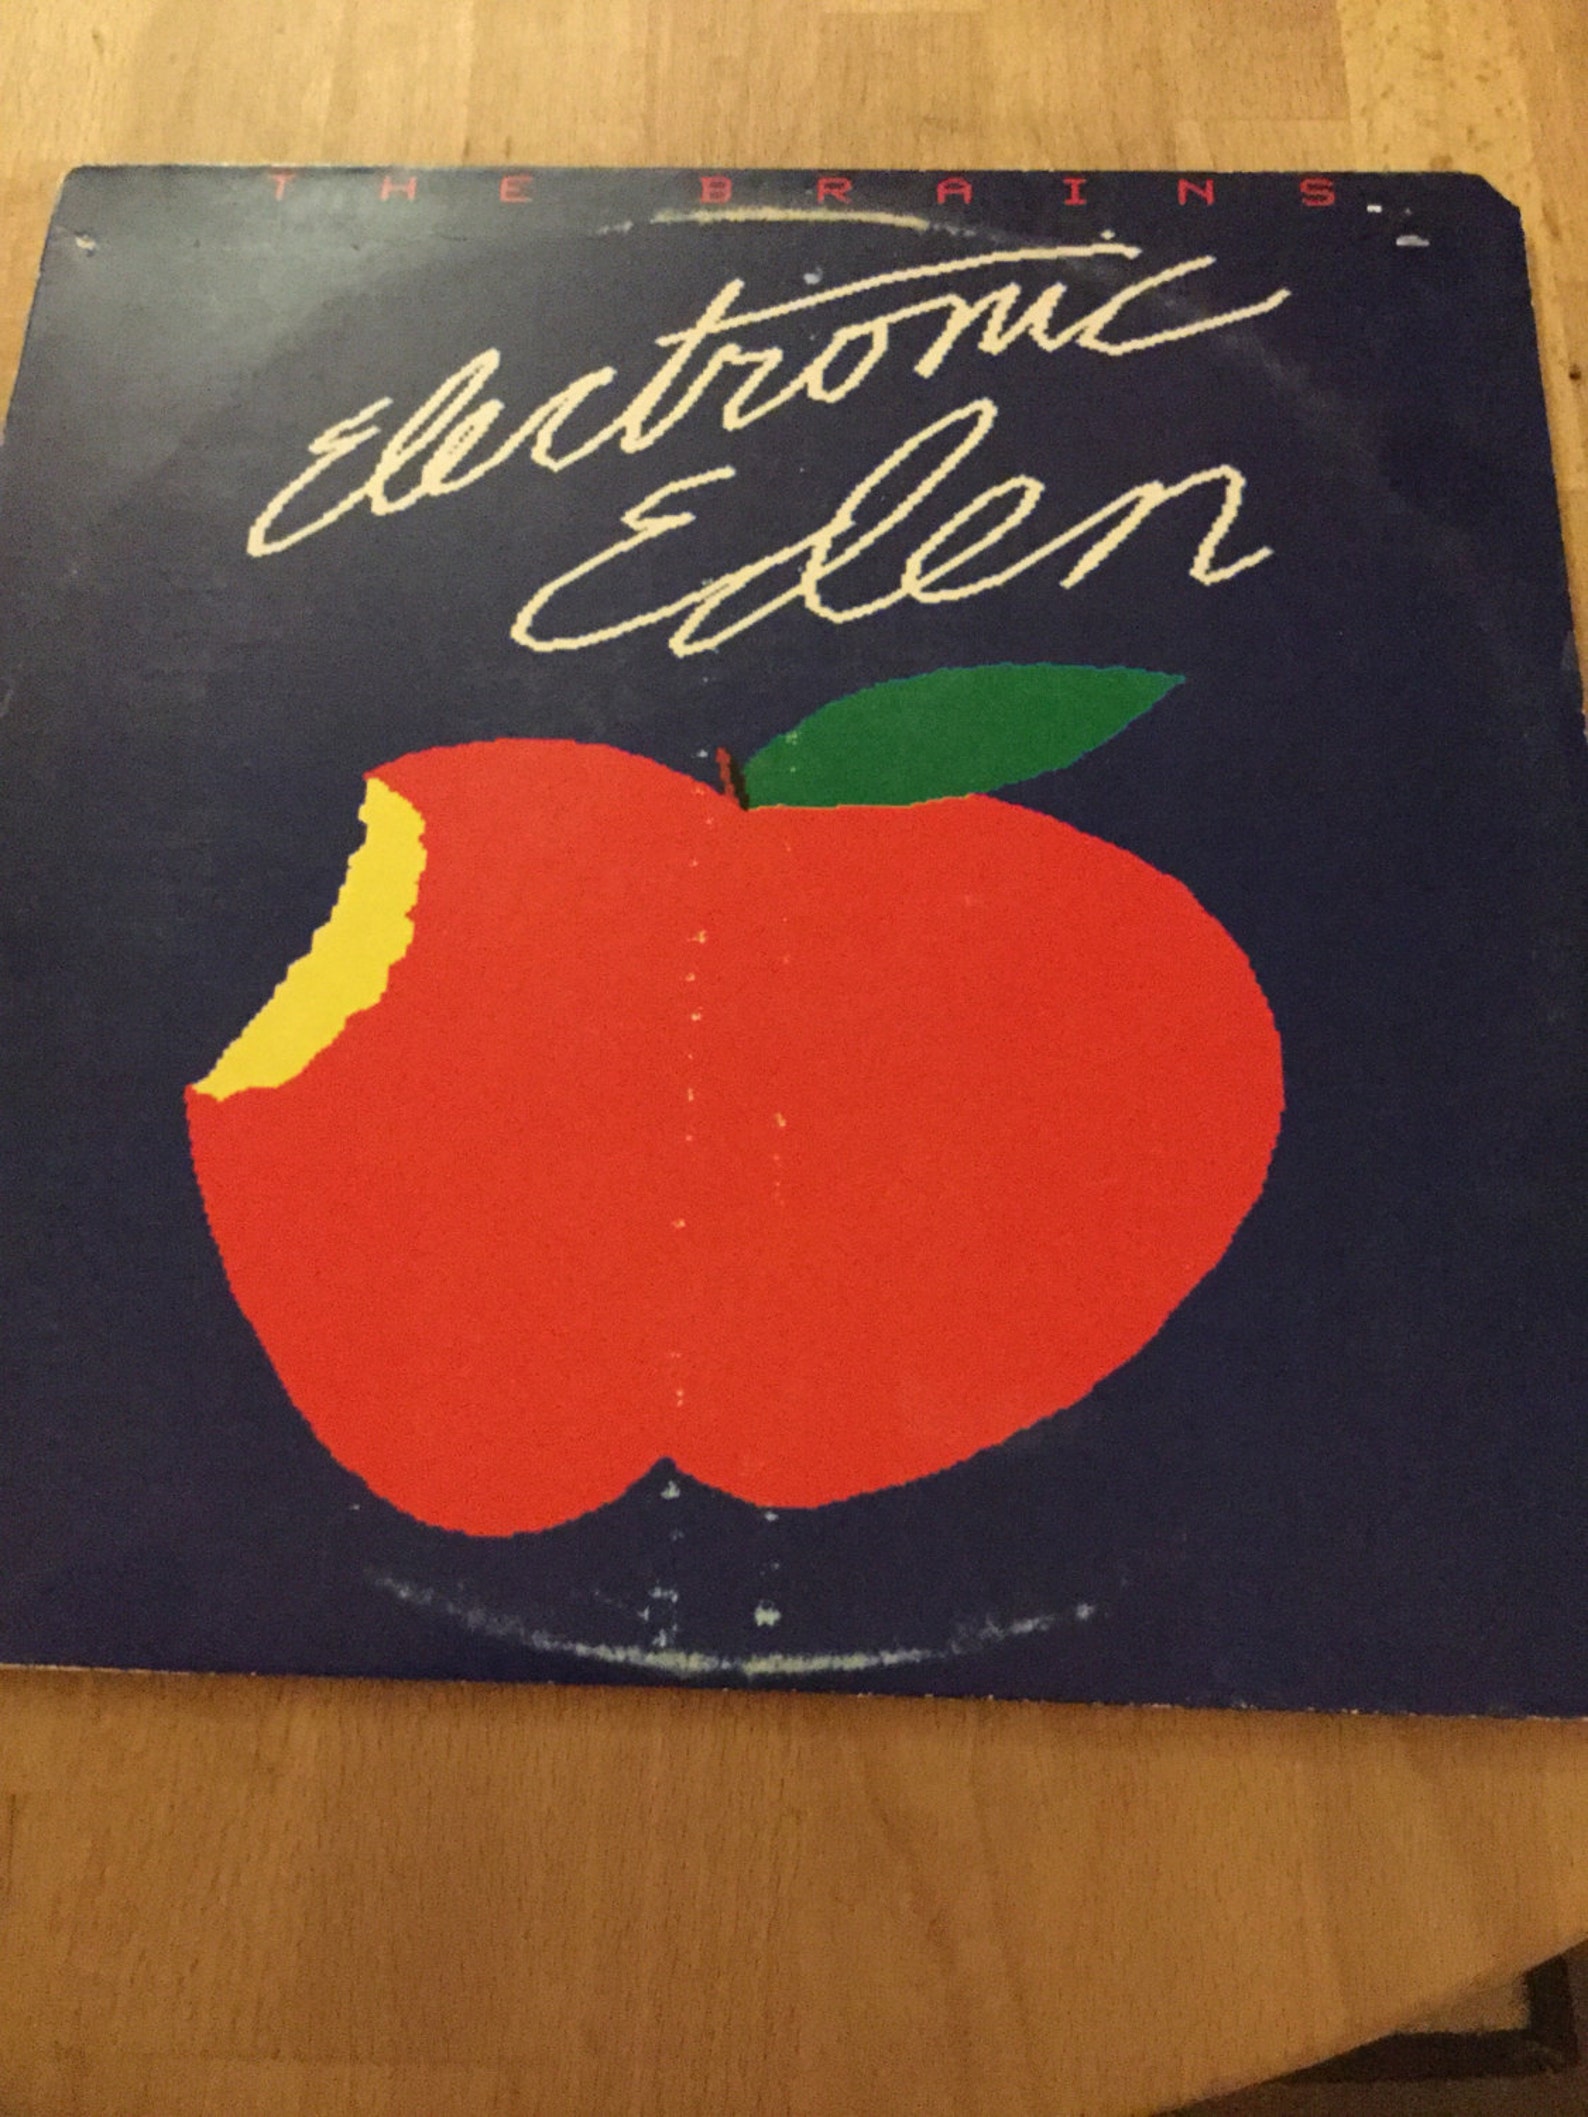 THE BRAINS
Electronic
Eden